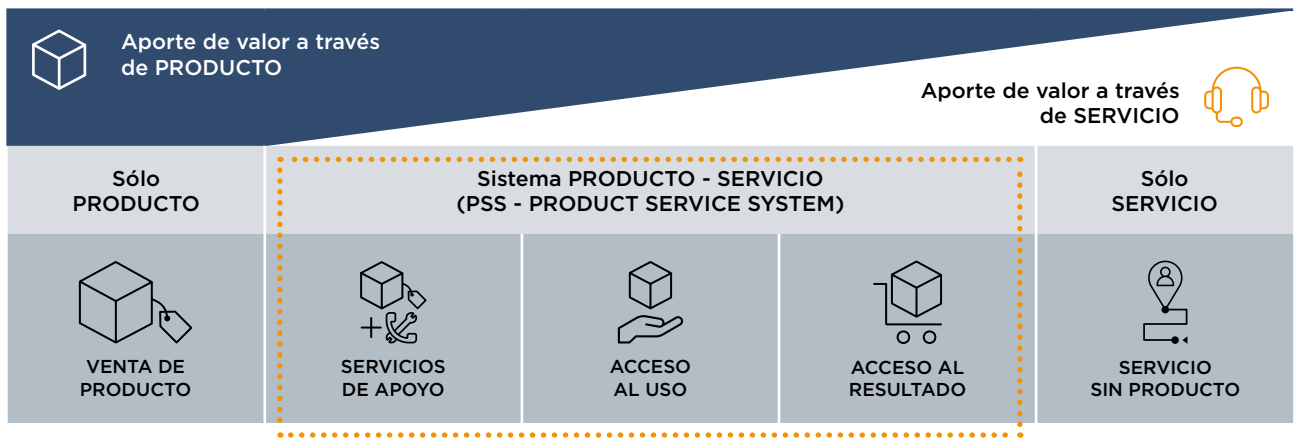 Aporte de valor a través
de PRODUCTO
Aporte de valor a través
de SERVICIO
Sólo
PRODUCTO
Sistema PRODUCTO - SERVICIO
(PSS - PRODUCT SERVICE SYSTEM)
Sólo
SERVICIO
VENTA DE
PRODUCTO
SERVICIOS
DE APOYO
ACCESO
AL USO
ACCESO AL
RESULTADO
SERVICIO
SIN PRODUCTO